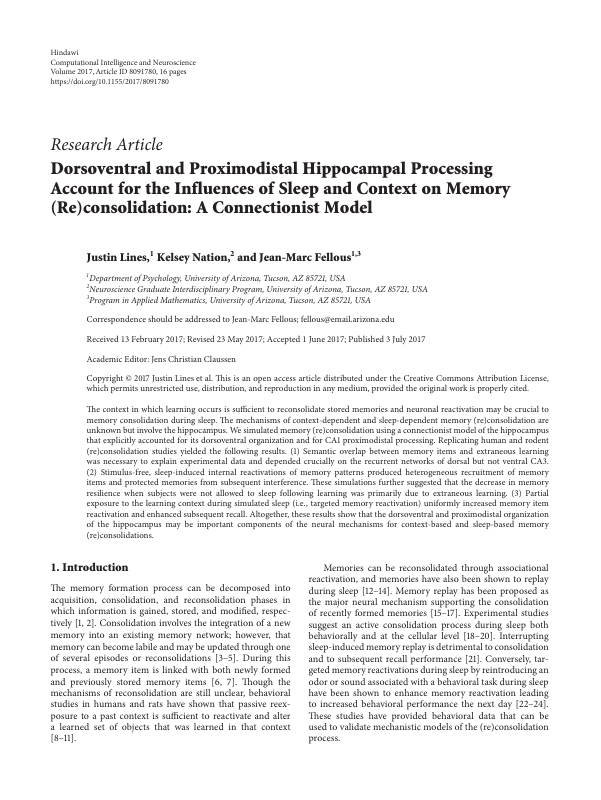 Hindawi
Computational Intelligence and Neuroscience
Volume 2017, Article ID 8091780, 16 pages
https://doi.org/10.1155/2017/8091780
Research Article
Dorsoventral and Proximodistal Hippocampal Processing
Account for the Influences of Sleep and Context on Memory
(Re)consolidation: A Connectionist Model
Justin Lines,1 Kelsey Nation,2 and Jean-Marc Fellous1,3
1Department of Psychology, University of Arizona, Tucson, AZ 85721, USA
2Neuroscience Graduate Interdisciplinary Program, University of Arizona, Tucson, AZ 85721, USA
3Program in Applied Mathematics, University of Arizona, Tucson, AZ 85721, USA
Correspondence should be addressed to Jean-Marc Fellous; fellous@email.arizona.edu
Received 13 February 2017; Revised 23 May 2017; Accepted 1 June 2017; Published 3 July 2017
Academic Editor: Jens Christian Claussen
Copyright © 2017 Justin Lines et al. This is an open access article distributed under the Creative Commons Attribution License,
which permits unrestricted use, distribution, and reproduction in any medium, provided the original work is properly cited.
The context in which learning occurs is sufficient to reconsolidate stored memories and neuronal reactivation may be crucial to
memory consolidation during sleep. The mechanisms of context-dependent and sleep-dependent memory (re)consolidation are
unknown but involve the hippocampus. We simulated memory (re)consolidation using a connectionist model of the hippocampus
that explicitly accounted for its dorsoventral organization and for CA1 proximodistal processing. Replicating human and rodent
(re)consolidation studies yielded the following results. (1) Semantic overlap between memory items and extraneous learning
was necessary to explain experimental data and depended crucially on the recurrent networks of dorsal but not ventral CA3.
(2) Stimulus-free, sleep-induced internal reactivations of memory patterns produced heterogeneous recruitment of memory
items and protected memories from subsequent interference. These simulations further suggested that the decrease in memory
resilience when subjects were not allowed to sleep following learning was primarily due to extraneous learning. (3) Partial
exposure to the learning context during simulated sleep (i.e., targeted memory reactivation) uniformly increased memory item
reactivation and enhanced subsequent recall. Altogether, these results show that the dorsoventral and proximodistal organization
of the hippocampus may be important components of the neural mechanisms for context-based and sleep-based memory
(re)consolidations.
1. Introduction
The memory formation process can be decomposed into
acquisition, consolidation, and reconsolidation phases in
which information is gained, stored, and modified, respec-
tively [1, 2]. Consolidation involves the integration of a new
memory into an existing memory network; however, that
memory can become labile and may be updated through one
of several episodes or reconsolidations [3–5]. During this
process, a memory item is linked with both newly formed
and previously stored memory items [6, 7]. Though the
mechanisms of reconsolidation are still unclear, behavioral
studies in humans and rats have shown that passive reex-
posure to a past context is sufficient to reactivate and alter
a learned set of objects that was learned in that context
[8–11].
Memories can be reconsolidated through associational
reactivation, and memories have also been shown to replay
during sleep [12–14]. Memory replay has been proposed as
the major neural mechanism supporting the consolidation
of recently formed memories [15–17]. Experimental studies
suggest an active consolidation process during sleep both
behaviorally and at the cellular level [18–20]. Interrupting
sleep-induced memory replay is detrimental to consolidation
and to subsequent recall performance [21]. Conversely, tar-
geted memory reactivations during sleep by reintroducing an
odor or sound associated with a behavioral task during sleep
have been shown to enhance memory reactivation leading
to increased behavioral performance the next day [22–24].
These studies have provided behavioral data that can be
used to validate mechanistic models of the (re)consolidation
process.